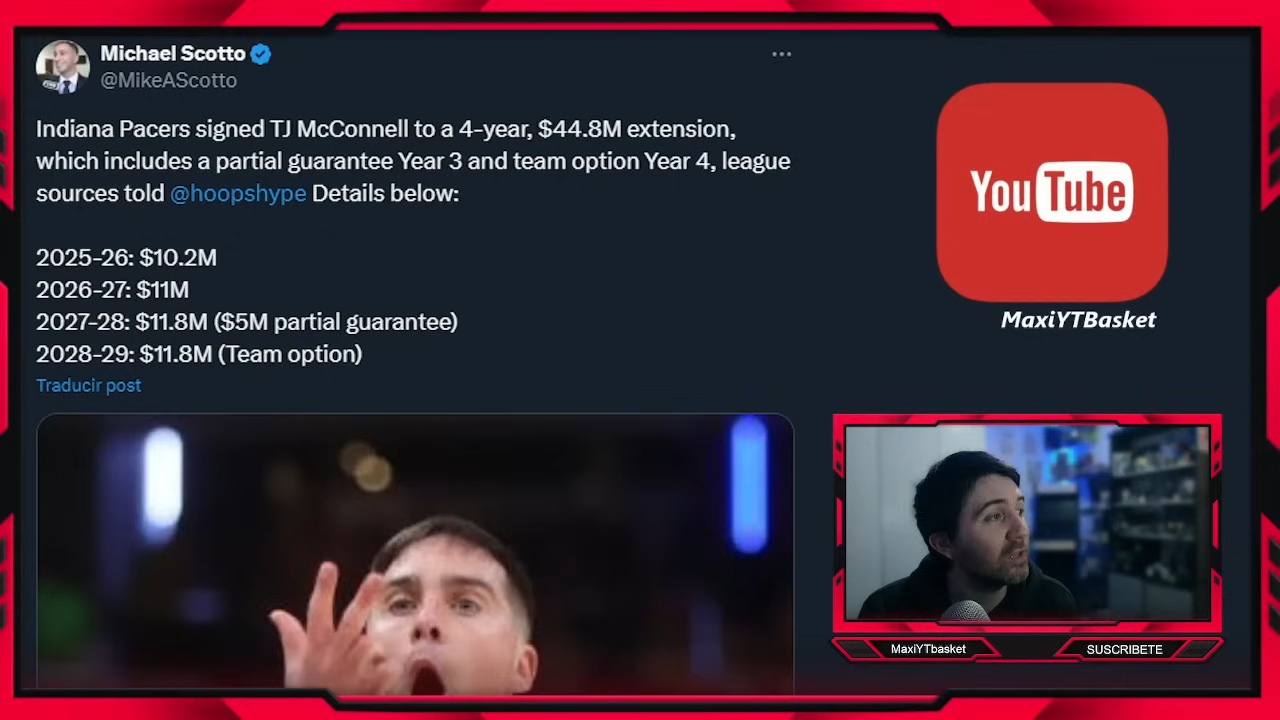 Michael Scotto
@MikeAScotto
Indiana Pacers signed TJ McConnell to a 4-year, $44.8M extension,
which includes a partial guarantee Year 3 and team option Year 4, league
sources told @hoopshype Details below:
2025-26: $10.2M
2026-27: $11M
2027-28: $11.8M ($5M partial guarantee)
2028-29: $11.8M (Team option)
Traducir post
YouTube
MaxiYTBasket
MaxiYTbasket
SUSCRIBETE